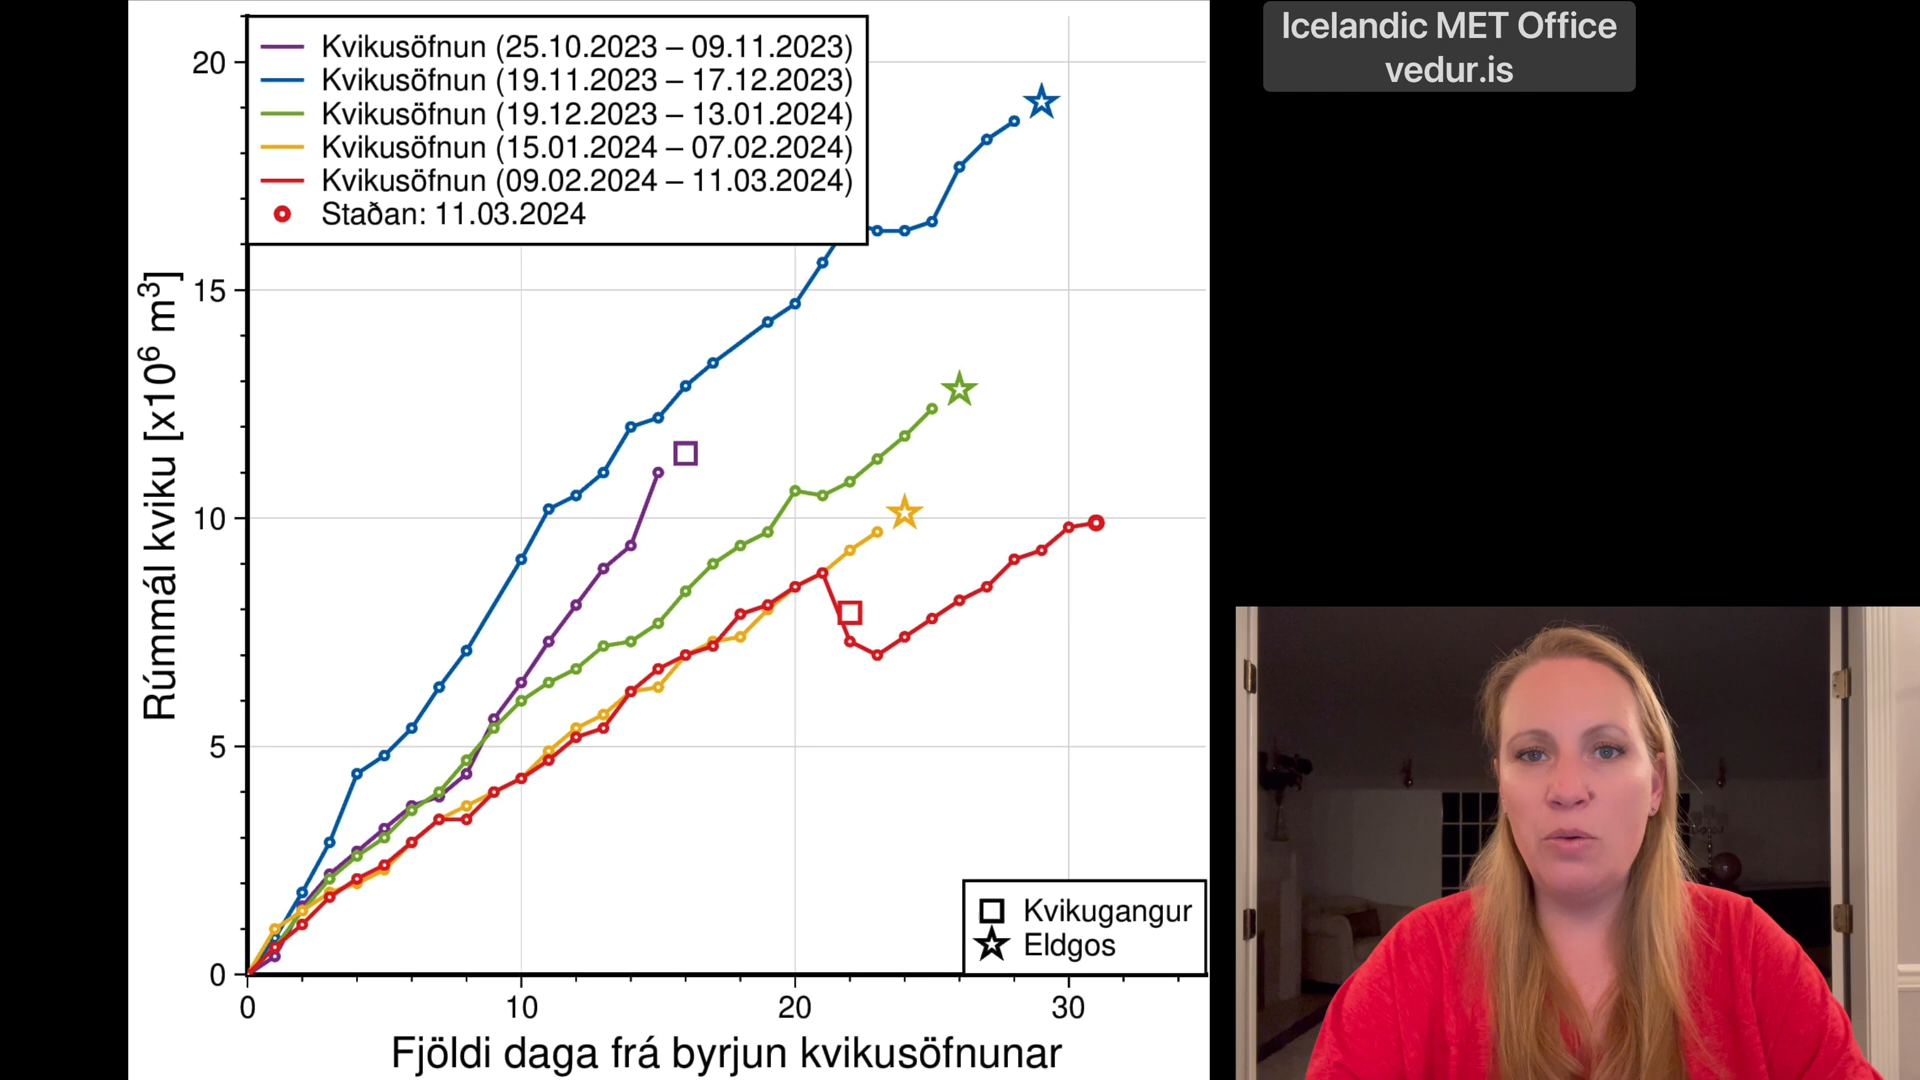 Icelandic MET Office
vedur.is
Kvikusöfnun (25.10.2023 – 09.11.2023)
Kvikusöfnun (19.11.2023 – 17.12.2023)
Kvikusöfnun (19.12.2023 – 13.01.2024)
Kvikusöfnun (15.01.2024 – 07.02.2024)
Kvikusöfnun (09.02.2024 – 11.03.2024)
Staðan: 11.03.2024
Rúmmál kviku [x10⁶ m³]
20
15
10
5
0
Kvikugangur
Eldgos
0 10 20 30
Fjöldi daga frá byrjun kvikusöfnunar